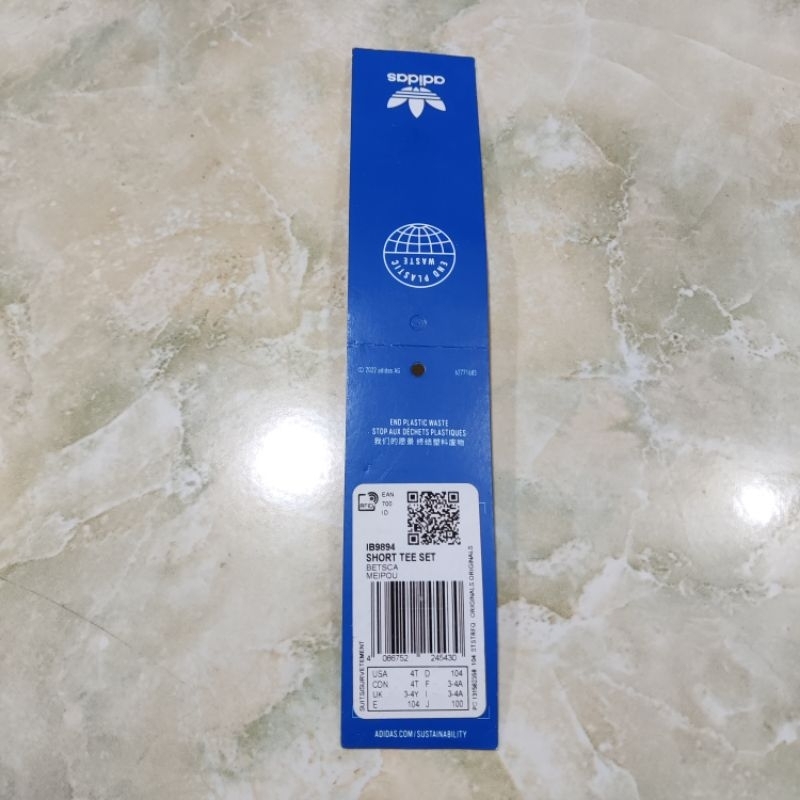 adidas
END PLASTIC
WASTE
© 2022 adidas AG
END PLASTIC WASTE
STOP AUX DÉCHETS PLASTIQUES
我们的愿景 终结塑料废物
RFID
EAN
700
ID
IB9894
SHORT TEE SET
BETSCA
MEIPOU
4 066752 245430
USA 4T D 104
CDN 4T F 3-4A
UK 3-4Y I 3-4A
E 104 J 100
SUITS/SURVETEMENT
ORIGINALS ORIGINALS
ADIDAS.COM/SUSTAINABILITY